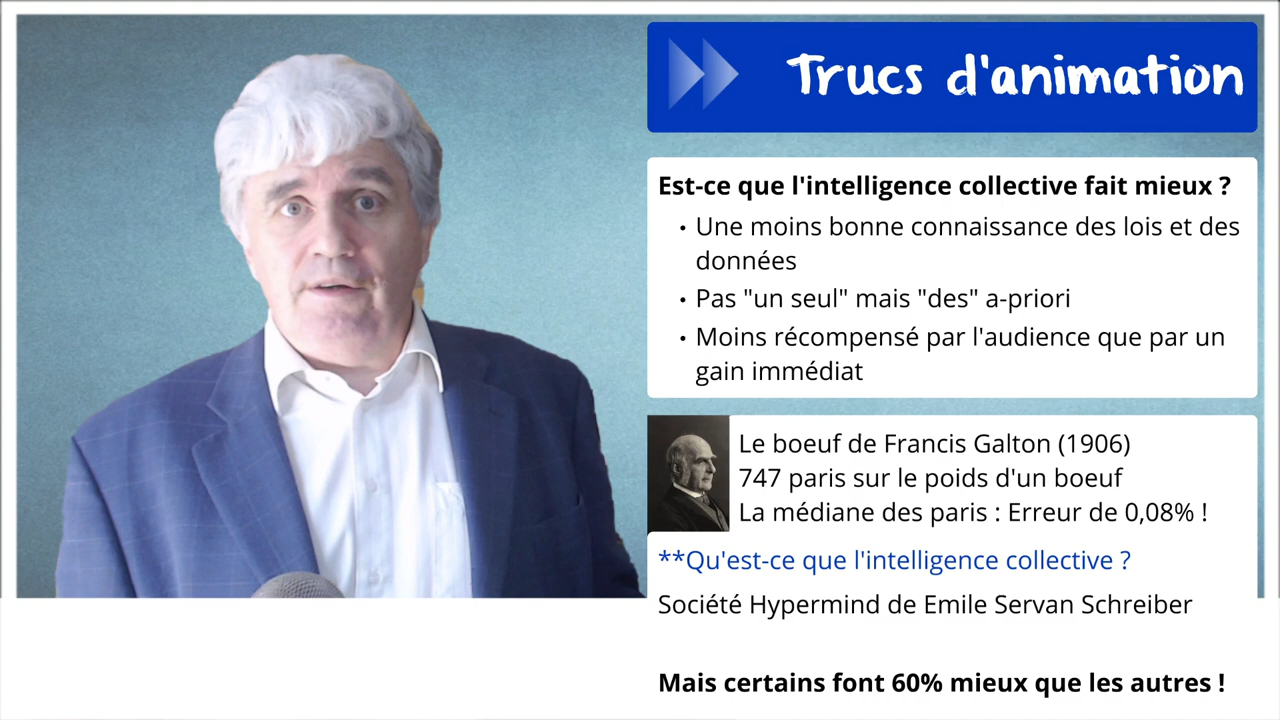 Trucs d'animation
Est-ce que l'intelligence collective fait mieux ?
• Une moins bonne connaissance des lois et des
données
• Pas "un seul" mais "des" a-priori
• Moins récompensé par l'audience que par un
gain immédiat
Le boeuf de Francis Galton (1906)
747 paris sur le poids d'un boeuf
La médiane des paris : Erreur de 0,08% !
**Qu'est-ce que l'intelligence collective ?
Société Hypermind de Emile Servan Schreiber
Mais certains font 60% mieux que les autres !